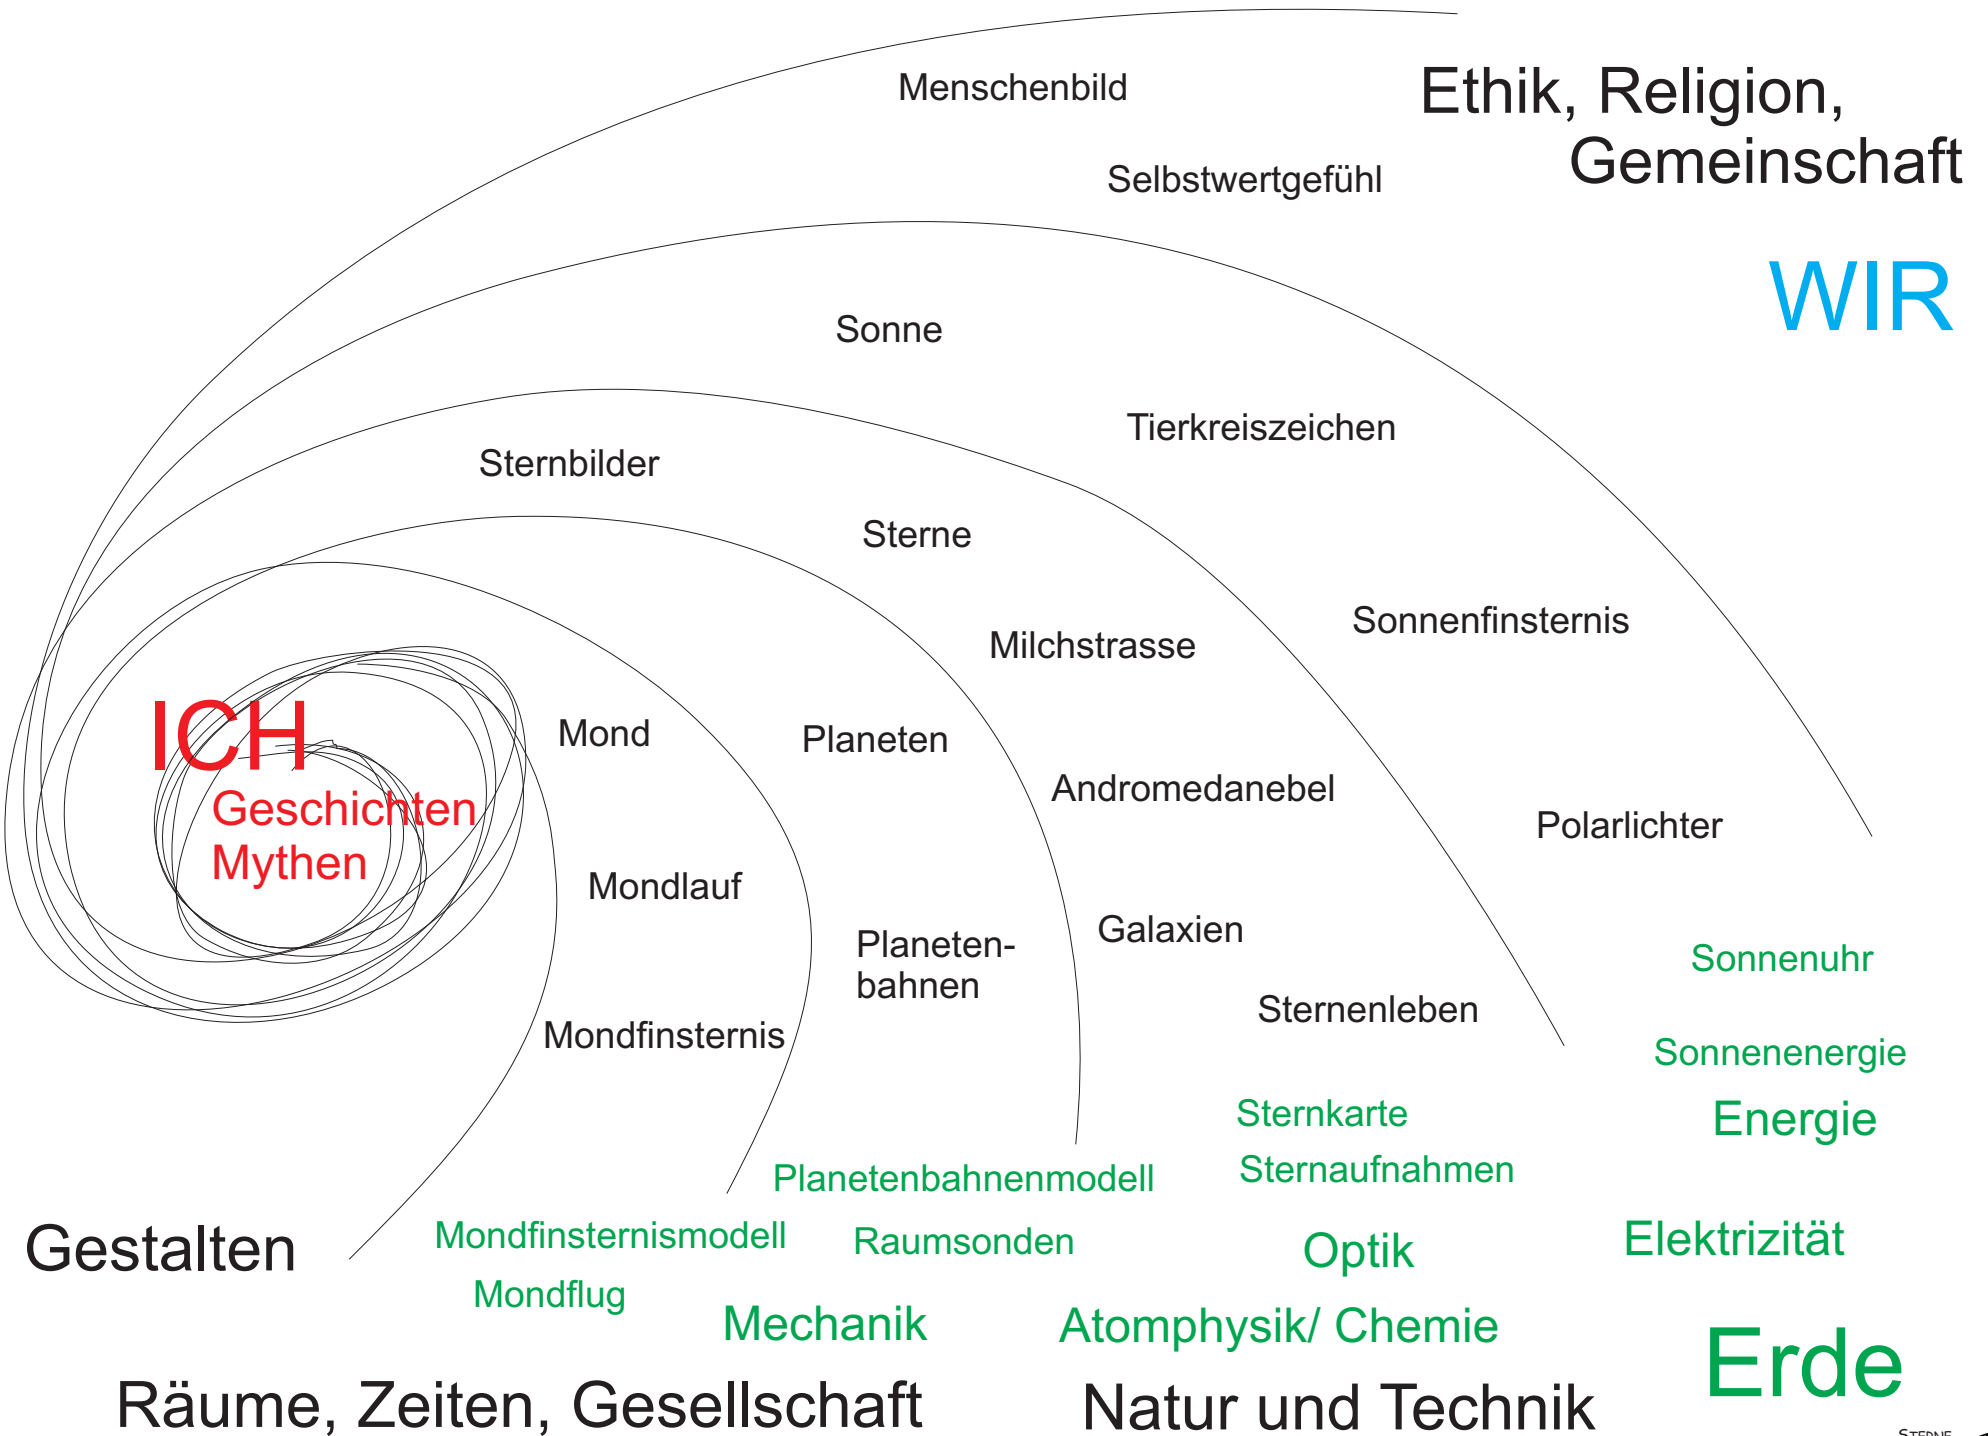 Menschenbild
Ethik, Religion,
Gemeinschaft
Selbstwertgefühl
WIR
Sonne
Tierkreiszeichen
Sternbilder
Sterne
Sonnenfinsternis
Milchstrasse
ICH
Mond
Planeten
Andromedanebel
Geschichten
Mythen
Polarlichter
Mondlauf
Galaxien
Planeten-
bahnen
Sonnenuhr
Sternenleben
Mondfinsternis
Sonnenenergie
Sternkarte
Energie
Sternaufnahmen
Planetenbahnenmodell
Mondfinsternismodell
Raumsonden
Gestalten
Optik
Elektrizität
Mondflug
Mechanik
Atomphysik/ Chemie
Erde
Räume, Zeiten, Gesellschaft
Natur und Technik